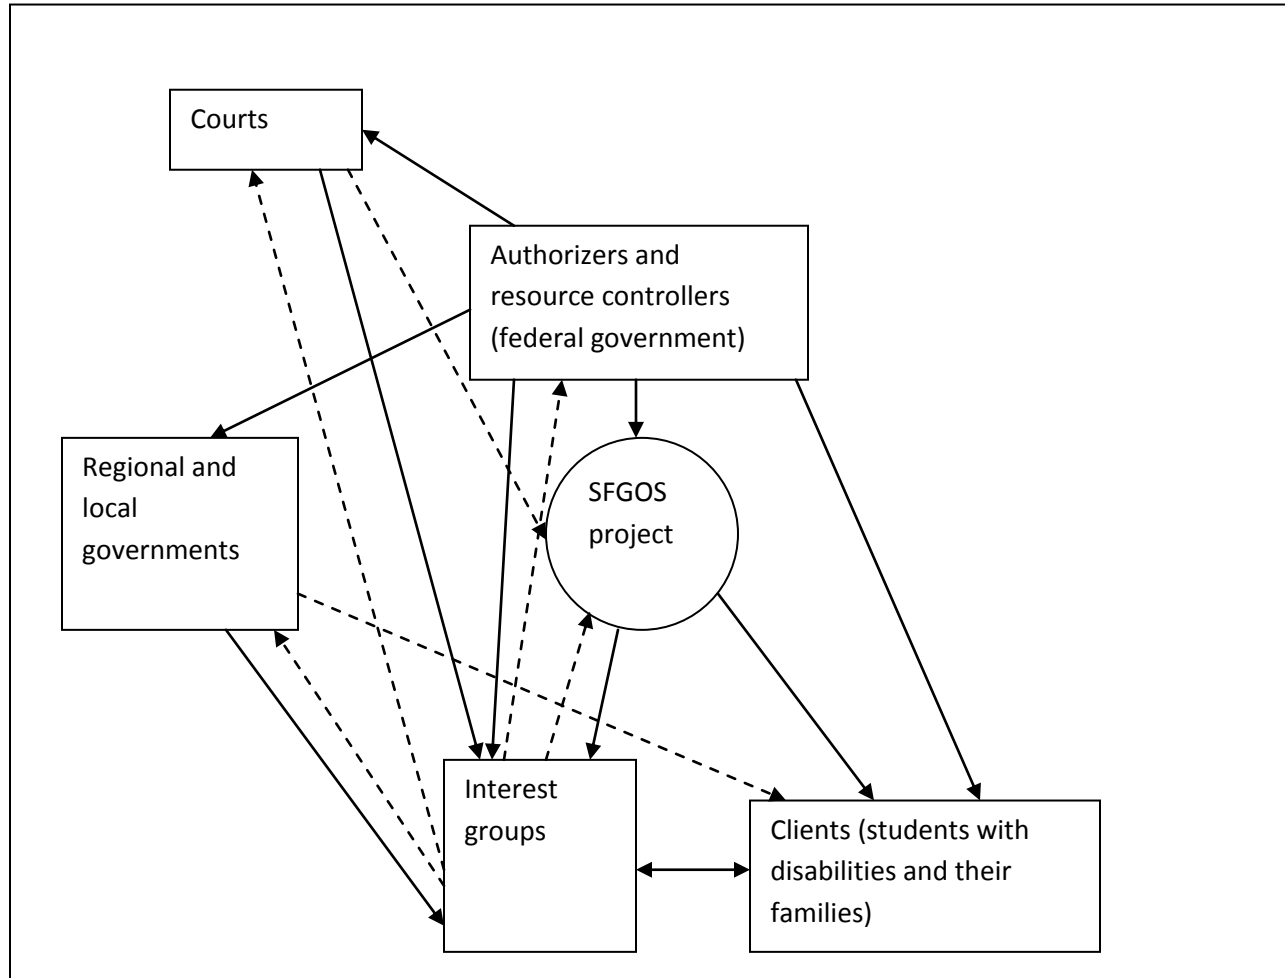 Courts
Authorizers and
resource controllers
(federal government)
Regional and
local
governments
SFGOS
project
Interest
groups
Clients (students with
disabilities and their
families)